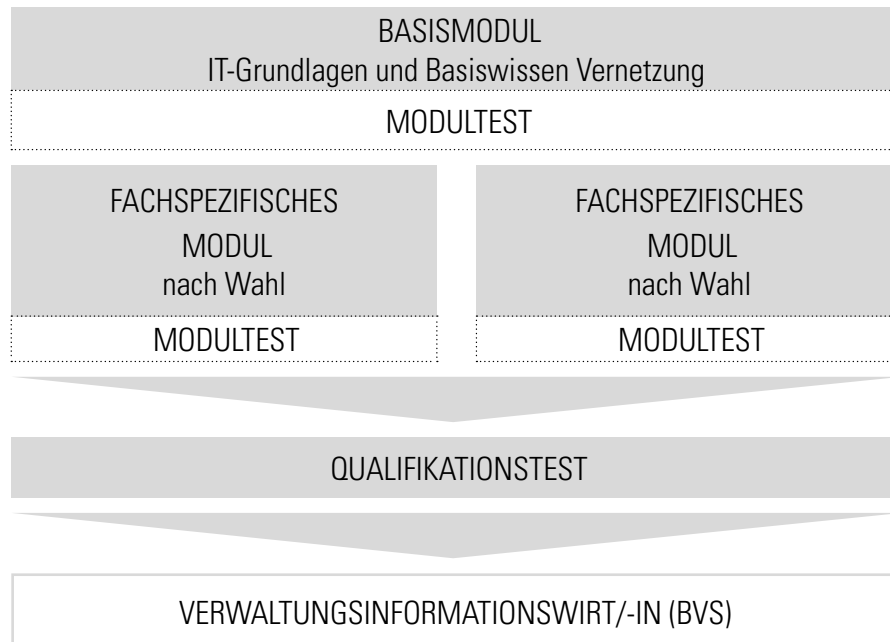 BASISMODUL
IT-Grundlagen und Basiswissen Vernetzung
MODULTEST
FACHSPEZIFISCHES
MODUL
nach Wahl
MODULTEST
FACHSPEZIFISCHES
MODUL
nach Wahl
MODULTEST
QUALIFIKATIONSTEST
VERWALTUNGSINFORMATIONSWIRT/-IN (BVS)